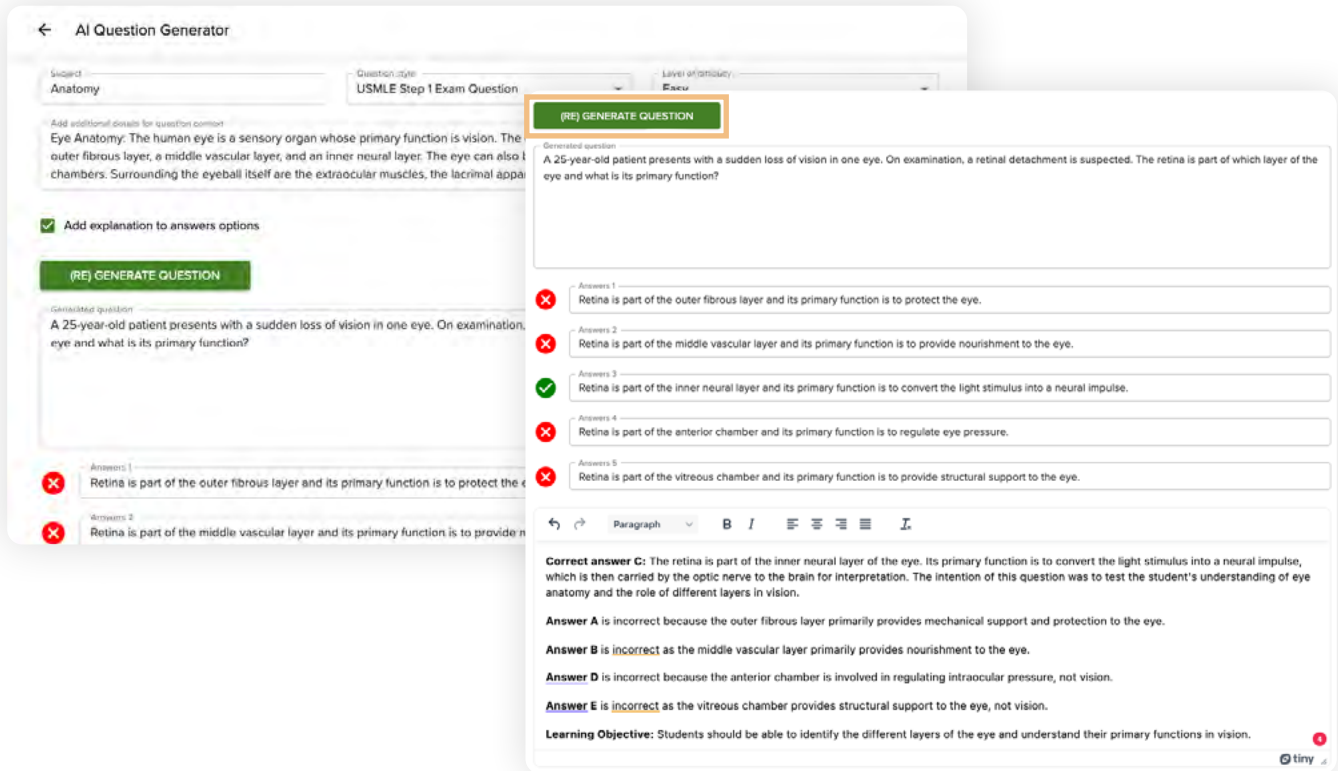 AI Question Generator
Subject
Anatomy
Question style
USMLE Step 1 Exam Question
Easy
Add additional details for question context
Eye Anatomy: The human eye is a sensory organ whose primary function is vision. The
outer fibrous layer, a middle vascular layer, and an inner neural layer. The eye can also
chambers. Surrounding the eyeball itself are the extraocular muscles, the lacrimal
Add explanation to answers options
(RE) GENERATE QUESTION
Generated question
A 25-year-old patient presents with a sudden loss of vision in one eye. On examination,
eye and what is its primary function?
Answers 1
Retina is part of the outer fibrous layer and its primary function is to protect the
Answers 2
Retina is part of the middle vascular layer and its primary function is to provide
(RE) GENERATE QUESTION
Generated question
A 25-year-old patient presents with a sudden loss of vision in one eye. On examination, a retinal detachment is suspected. The retina is part of which layer of the
eye and what is its primary function?
Answers 1
Retina is part of the outer fibrous layer and its primary function is to protect the eye.
Answers 2
Retina is part of the middle vascular layer and its primary function is to provide nourishment to the eye.
Answers 3
Retina is part of the inner neural layer and its primary function is to convert the light stimulus into a neural impulse.
Answers 4
Retina is part of the anterior chamber and its primary function is to regulate eye pressure.
Answers 5
Retina is part of the vitreous chamber and its primary function is to provide structural support to the eye.
Paragraph
B I
Correct answer C: The retina is part of the inner neural layer of the eye. Its primary function is to convert the light stimulus into a neural impulse,
which is then carried by the optic nerve to the brain for interpretation. The intention of this question was to test the student's understanding of eye
anatomy and the role of different layers in vision.
Answer A is incorrect because the outer fibrous layer primarily provides mechanical support and protection to the eye.
Answer B is incorrect as the middle vascular layer primarily provides nourishment to the eye.
Answer D is incorrect because the anterior chamber is involved in regulating intraocular pressure, not vision.
Answer E is incorrect as the vitreous chamber provides structural support to the eye, not vision.
Learning Objective: Students should be able to identify the different layers of the eye and understand their primary functions in vision.
4
tiny